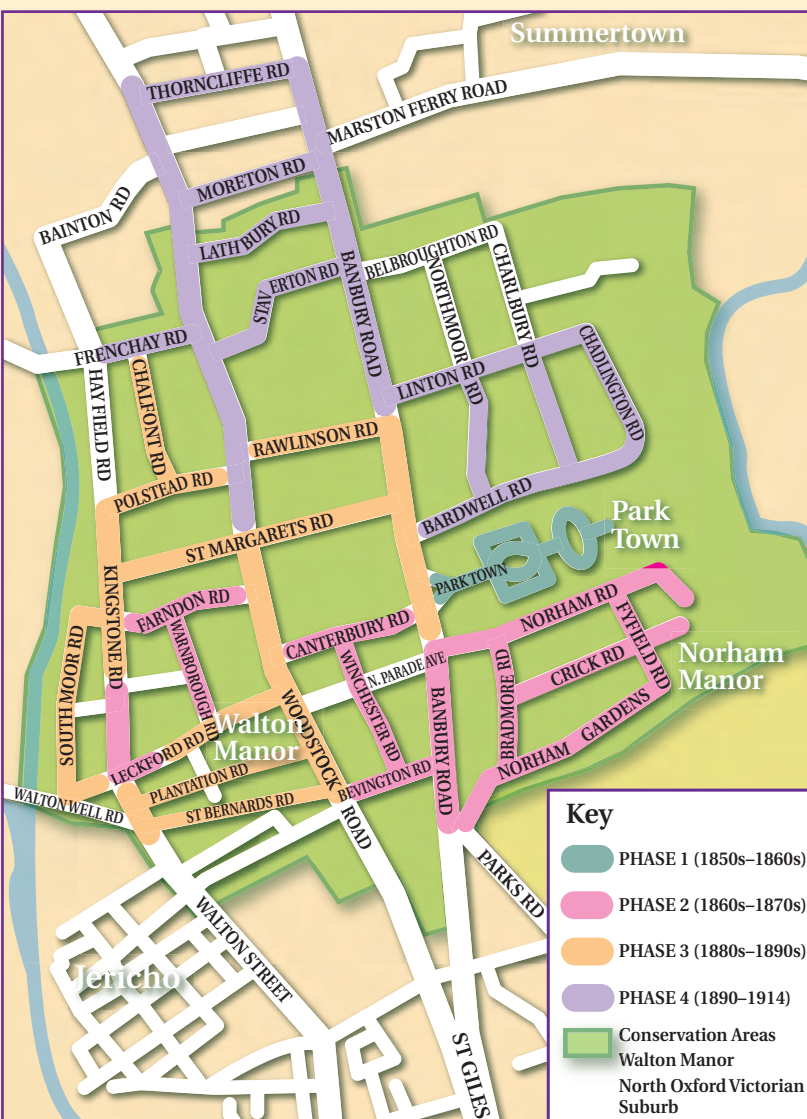 Summertown
THORNCLIFFE RD
MARSTON FERRY ROAD
MORETON RD
BAINTON RD
LATHBURY RD
BELBROUGHTON RD
STAVERTON RD
BANBURY ROAD
NORTHMOOR RD
CHARLBURY RD
FRENCHAY RD
CHALFONT RD
HAYFIELD RD
LINTON RD
CHADLINGTON RD
RAWLINSON RD
POLSTEAD RD
BARDWELL RD
ST MARGARETS RD
Park
Town
PARK TOWN
KINGSTONE RD
FARNDON RD
WARNBOROUGH RD
CANTERBURY RD
NORHAM RD
FYFIELD RD
SOUTH MOOR RD
WINCHESTER RD
N. PARADE AVE
BRADMORE RD
CRICK RD
Norham
Manor
Walton
Manor
WOODSTOCK ROAD
BANBURY ROAD
NORHAM GARDENS
LECKFORD RD RD
PLANTATION RD
BEVINGTON RD
WALTON WELL RD
ST BERNARDS RD
PARKS RD
WALTON STREET
Jericho
ST GILES
Key
PHASE 1 (1850s–1860s)
PHASE 2 (1860s–1870s)
PHASE 3 (1880s–1890s)
PHASE 4 (1890–1914)
Conservation Areas
Walton Manor
North Oxford Victorian
Suburb